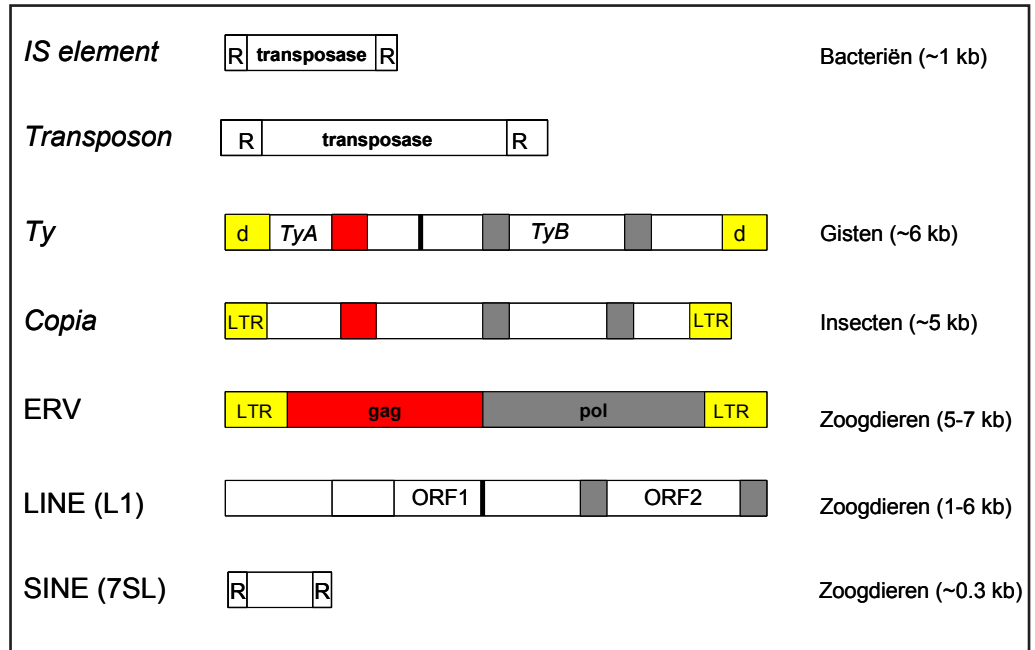 IS element R transposase R Bacteriën (~1 kb)
Transposon R transposase R
Ty d TyA TyB d Gisten (~6 kb)
Copia LTR LTR Insecten (~5 kb)
ERV LTR gag pol LTR Zoogdieren (5-7 kb)
LINE (L1) ORF1 ORF2 Zoogdieren (1-6 kb)
SINE (7SL) R R Zoogdieren (~0.3 kb)